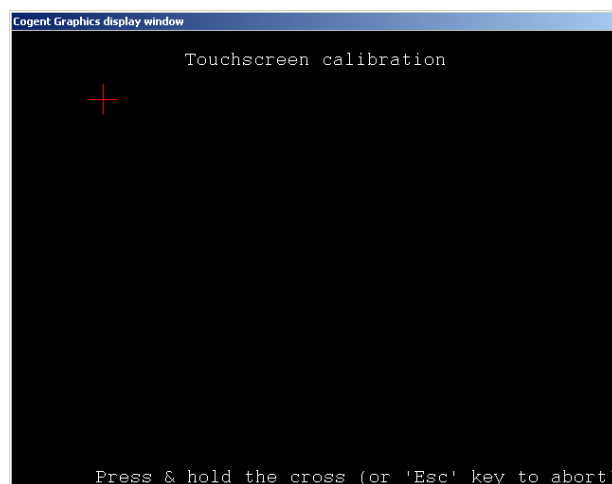 Cogent Graphics display window
Touchscreen calibration
Press & hold the cross (or 'Esc' key to abort)